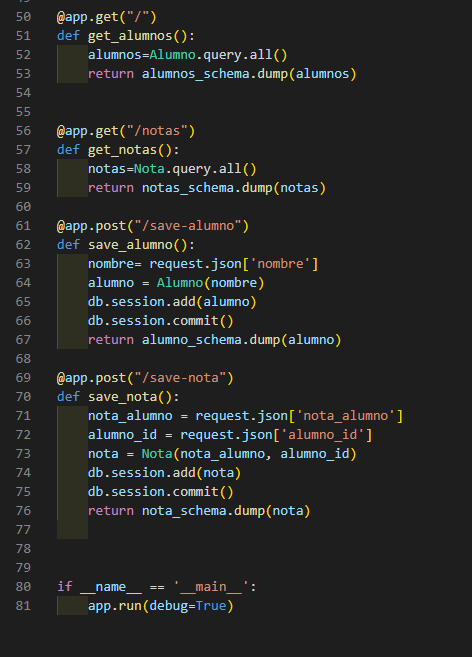 50 @app.get("/")
51 def get_alumnos():
52     alumnos=Alumno.query.all()
53     return alumnos_schema.dump(alumnos)
54
55
56 @app.get("/notas")
57 def get_notas():
58     notas=Nota.query.all()
59     return notas_schema.dump(notas)
60
61 @app.post("/save-alumno")
62 def save_alumno():
63     nombre= request.json['nombre']
64     alumno = Alumno(nombre)
65     db.session.add(alumno)
66     db.session.commit()
67     return alumno_schema.dump(alumno)
68
69 @app.post("/save-nota")
70 def save_nota():
71     nota_alumno = request.json['nota_alumno']
72     alumno_id = request.json['alumno_id']
73     nota = Nota(nota_alumno, alumno_id)
74     db.session.add(nota)
75     db.session.commit()
76     return nota_schema.dump(nota)
77
78
79
80 if __name__ == '__main__':
81     app.run(debug=True)